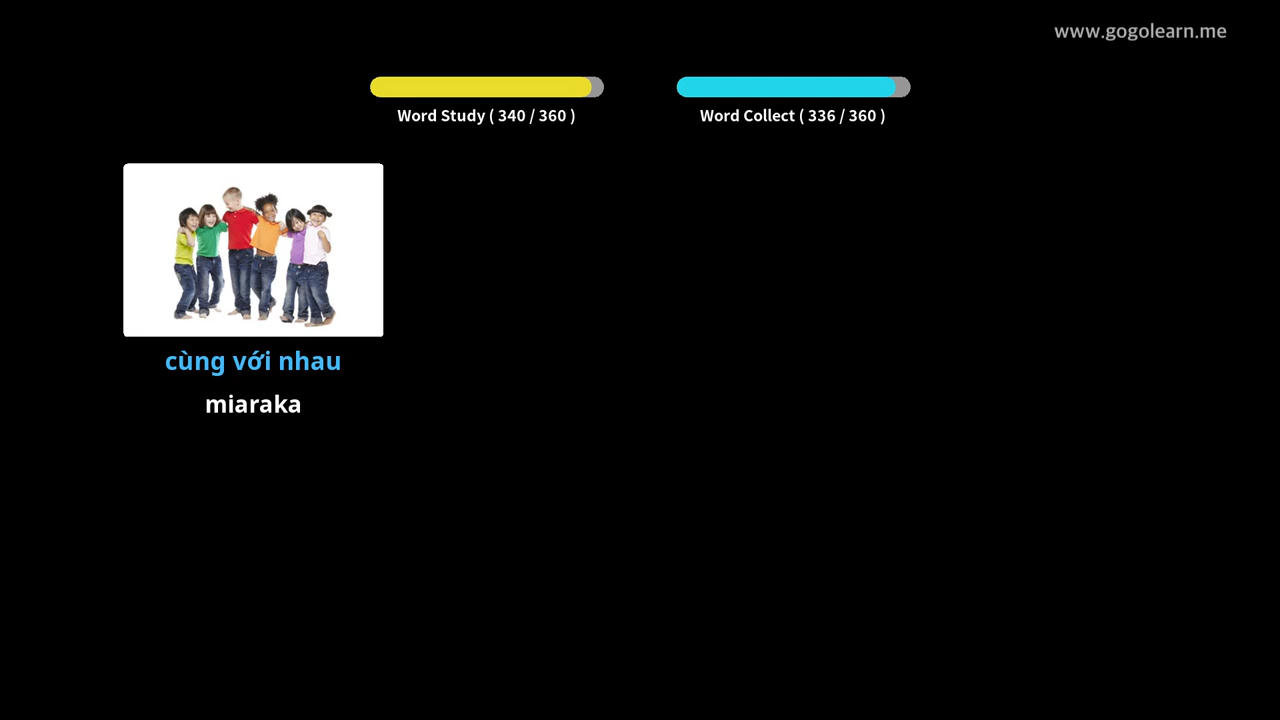 www.gogolearn.me
Word Study ( 340 / 360 )
Word Collect ( 336 / 360 )
cùng với nhau
miaraka